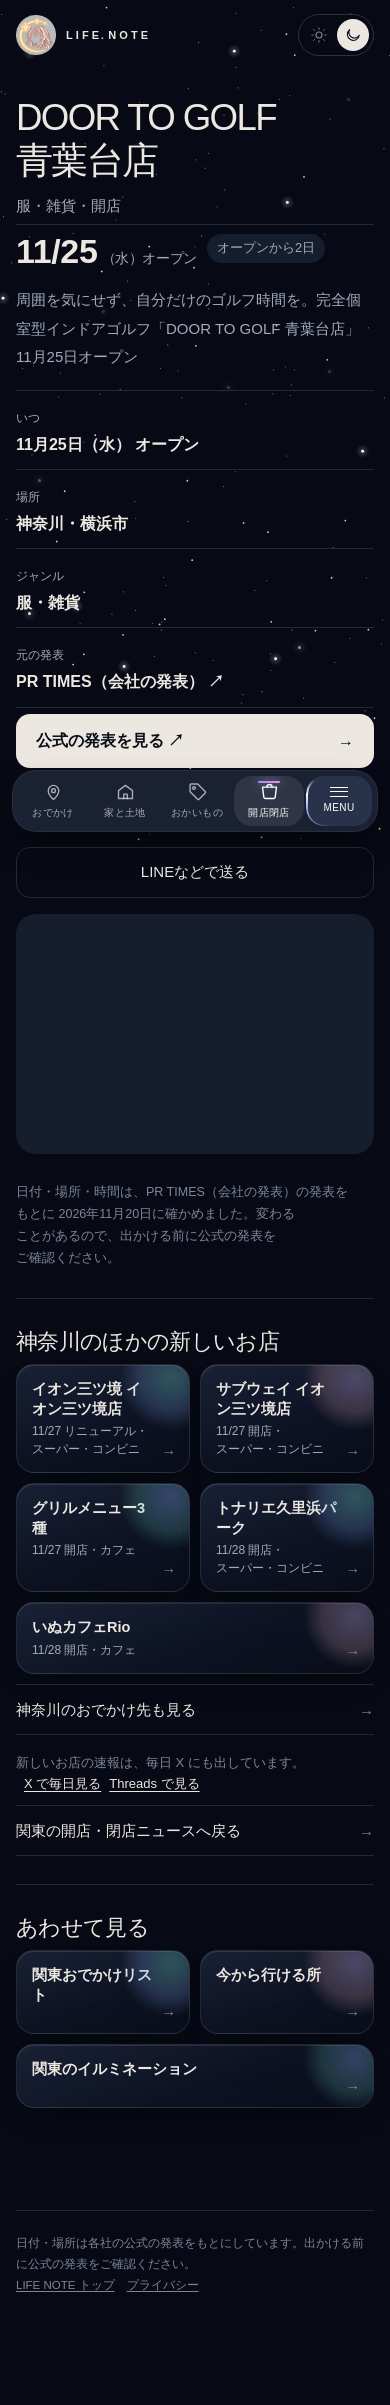 LIFE.NOTE
DOOR TO GOLF
青葉台店
服・雑貨・開店
11/25 （水）オープン オープンから2日
周囲を気にせず、自分だけのゴルフ時間を。完全個
室型インドアゴルフ「DOOR TO GOLF 青葉台店」
11月25日オープン
いつ
11月25日（水） オープン
場所
神奈川・横浜市
ジャンル
服・雑貨
元の発表
PR TIMES（会社の発表）↗
公式の発表を見る ↗ →
おでかけ 家と土地 おかいもの 開店閉店 MENU
LINEなどで送る
日付・場所・時間は、PR TIMES（会社の発表）の発表を
もとに 2026年11月20日に確かめました。変わる
ことがあるので、出かける前に公式の発表を
ご確認ください。
神奈川のほかの新しいお店
イオン三ツ境 イ
オン三ツ境店
11/27 リニューアル・
スーパー・コンビニ →
サブウェイ イオ
ン三ツ境店
11/27 開店・
スーパー・コンビニ →
グリルメニュー3
種
11/27 開店・カフェ
→
トナリエ久里浜パ
ーク
11/28 開店・
スーパー・コンビニ →
いぬカフェRio
11/28 開店・カフェ →
神奈川のおでかけ先も見る →
新しいお店の速報は、毎日 X にも出しています。
X で毎日見る Threads で見る
関東の開店・閉店ニュースへ戻る →
あわせて見る
関東おでかけリス
ト
→
今から行ける所
→
関東のイルミネーション
→
日付・場所は各社の公式の発表をもとにしています。出かける前
に公式の発表をご確認ください。
LIFE NOTE トップ プライバシー